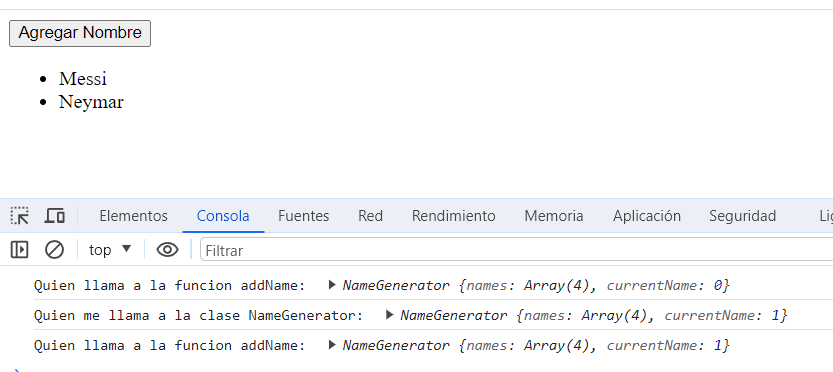 Agregar Nombre
Messi
Neymar
Elementos Consola Fuentes Red Rendimiento Memoria Aplicación Seguridad Lig
top Filtrar
Quien llama a la funcion addName: NameGenerator {names: Array(4), currentName: 0}
Quien me llama a la clase NameGenerator: NameGenerator {names: Array(4), currentName: 1}
Quien llama a la funcion addName: NameGenerator {names: Array(4), currentName: 1}